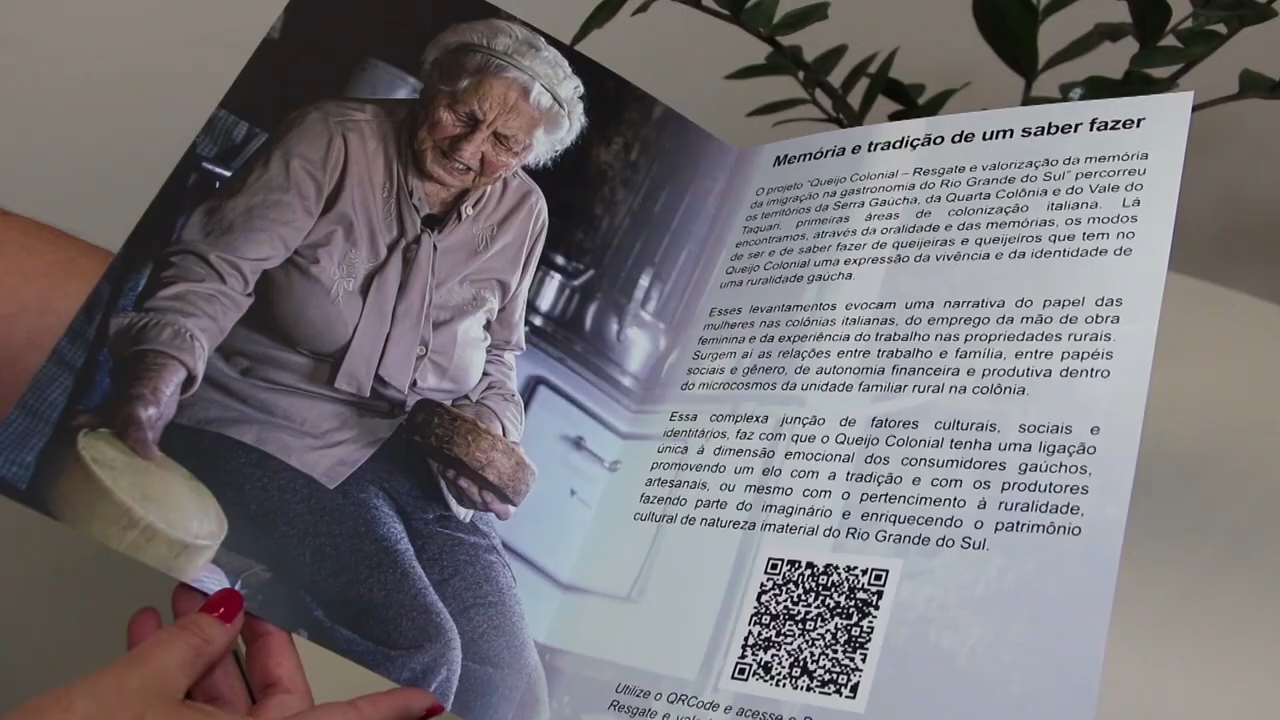 Memória e tradição de um saber fazer
O projeto "Queijo Colonial – Resgate e valorização da memória
da imigração na gastronomia do Rio Grande do Sul" percorreu
os territórios da Serra Gaúcha, da Quarta Colônia e do Vale do
Taquari, primeiras áreas de colonização italiana. Lá
encontramos, através da oralidade e das memórias, os modos
de ser e de saber fazer de queijeiras e queijeiros que tem no
Queijo Colonial uma expressão da vivência e da identidade de
uma ruralidade gaúcha.
Esses levantamentos evocam uma narrativa do papel das
mulheres nas colônias italianas, do emprego da mão de obra
feminina e da experiência do trabalho nas propriedades rurais.
Surgem aí as relações entre trabalho e família, entre papéis
sociais e gênero, de autonomia financeira e produtiva dentro
do microcosmos da unidade familiar rural na colônia.
Essa complexa junção de fatores culturais, sociais e
identitários, faz com que o Queijo Colonial tenha uma ligação
única à dimensão emocional dos consumidores gaúchos,
promovendo um elo com a tradição e com os produtores
artesanais, ou mesmo com o pertencimento à ruralidade,
fazendo parte do imaginário e enriquecendo o patrimônio
cultural de natureza imaterial do Rio Grande do Sul.
Utilize o QRCode e acesse o
Resgate e